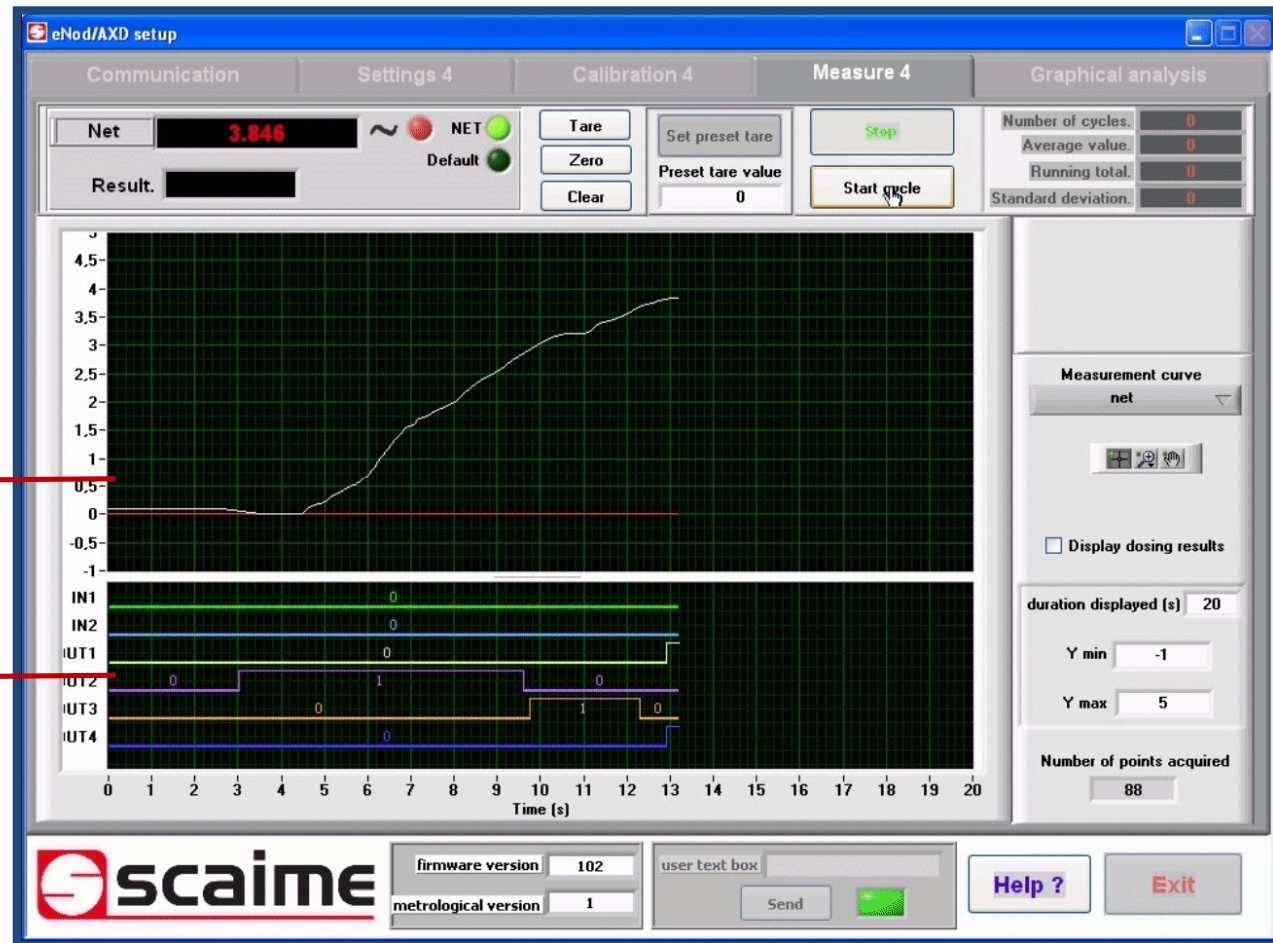 eNod/AXD setup
Communication
Settings 4
Calibration 4
Measure 4
Graphical analysis
Net
3.846
NET
Default
Result.
Tare
Zero
Clear
Set preset tare
Preset tare value
0
Stop
Start cycle
Number of cycles. 0
Average value. 0
Running total. 0
Standard deviation. 0
4,5-
4-
3,5-
3-
2,5-
2-
1,5-
1-
0,5-
0-
-0,5-
-1-
IN1 0
IN2 0
UT1 0
UT2 0 1 0
UT3 0 1 0
UT4 0
0 1 2 3 4 5 6 7 8 9 10 11 12 13 14 15 16 17 18 19 20
Time (s)
Measurement curve
net
Display dosing results
duration displayed (s) 20
Y min -1
Y max 5
Number of points acquired
88
scaime
firmware version 102
metrological version 1
user text box
Send
Help ?
Exit